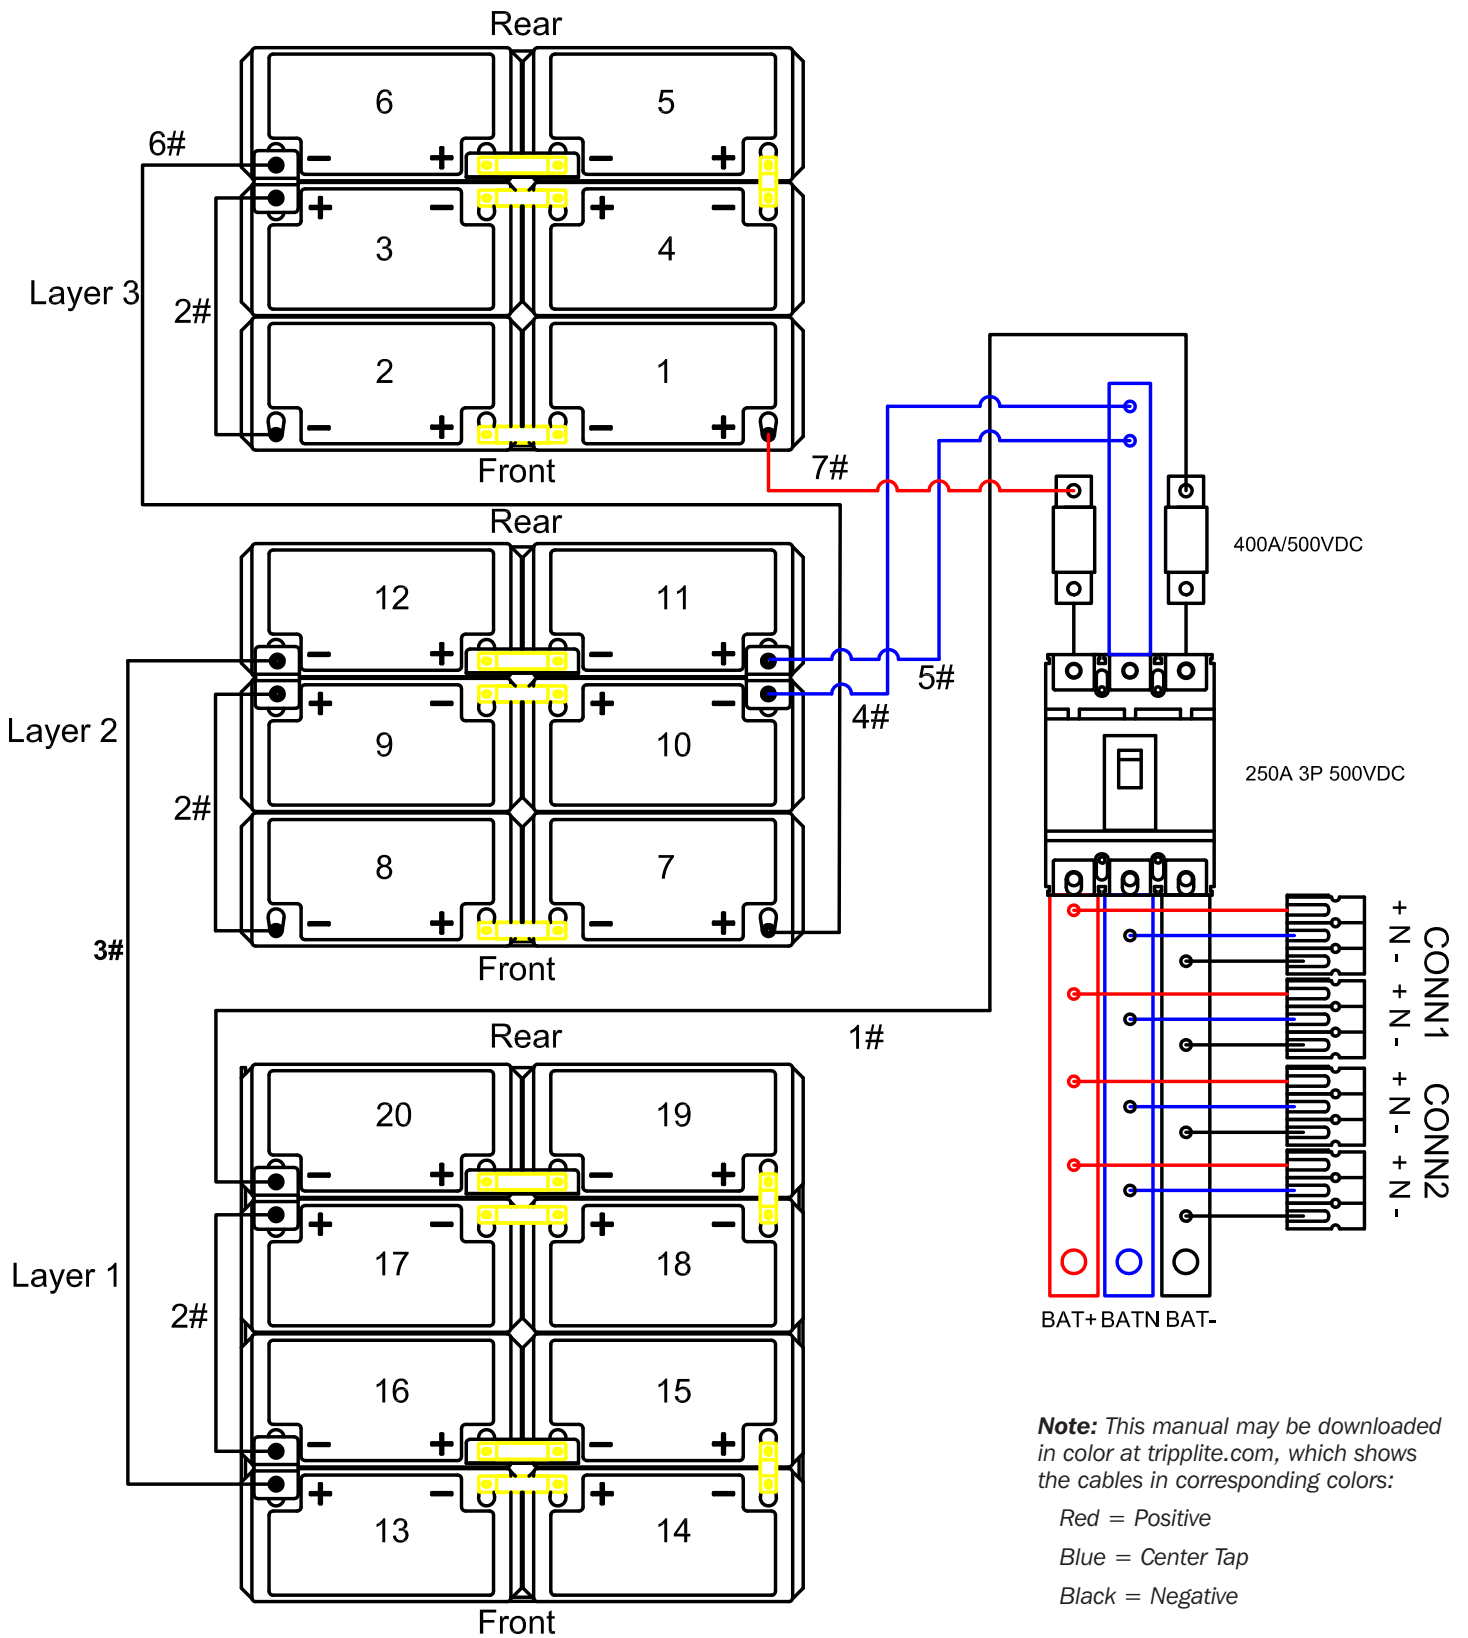 Rear
6
5
6#
− + − +
+ − + −
3
4
Layer 3
2#
2
1
− + − +
Front
7#
400A/500VDC
Rear
12
11
− + − +
5#
+ − + −
4#
Layer 2
9
10
250A 3P 500VDC
2#
8
7
− + − +
3#
Front
1#
Rear
20
19
− + − +
+ − + −
17
18
Layer 1
2#
16
15
− + − +
+ − + −
13
14
Front
+ N -
+ N -
CONN1
+ N -
+ N -
CONN2
BAT+ BATN BAT-
Note: This manual may be downloaded
in color at tripplite.com, which shows
the cables in corresponding colors:
Red = Positive
Blue = Center Tap
Black = Negative